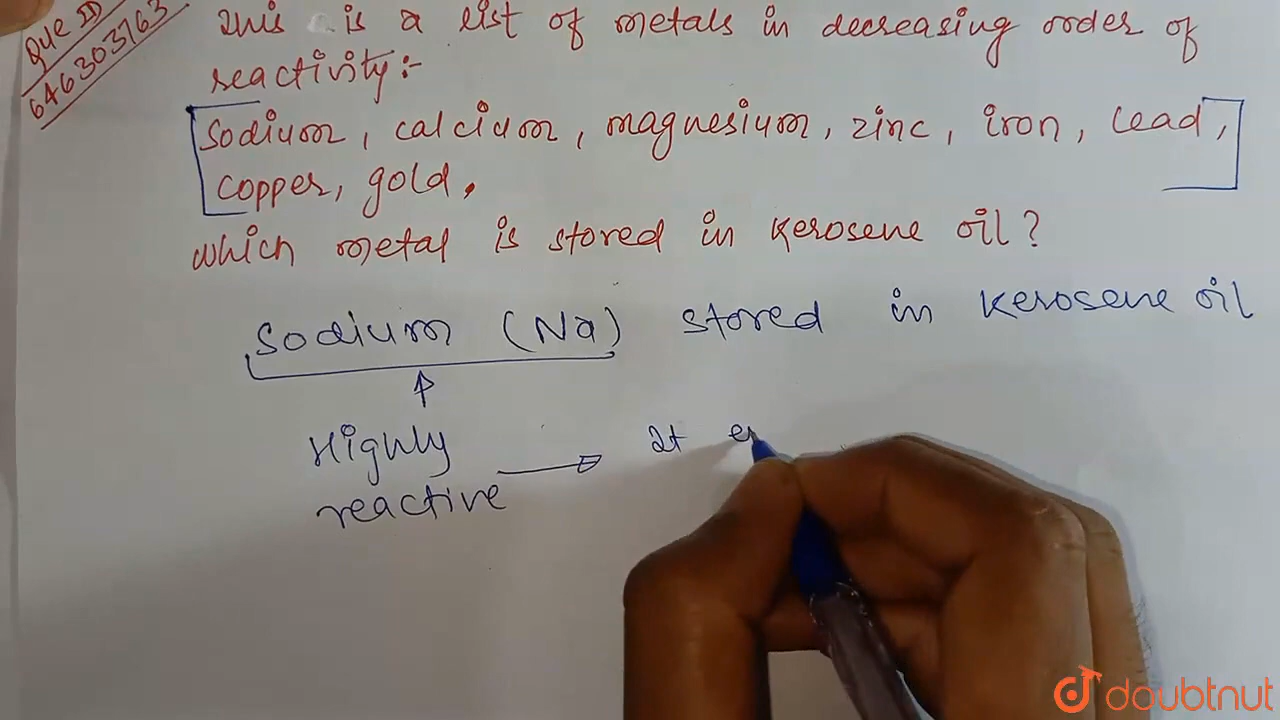 Que ID
646303763
This is a list of metals in decreasing order of
reactivity:-
Sodium, calcium, magnesium, zinc, iron, lead,
copper, gold.
which metal is stored in kerosene oil?
Sodium (Na) stored in kerosene oil
Highly
reactive
It e
doubtnut